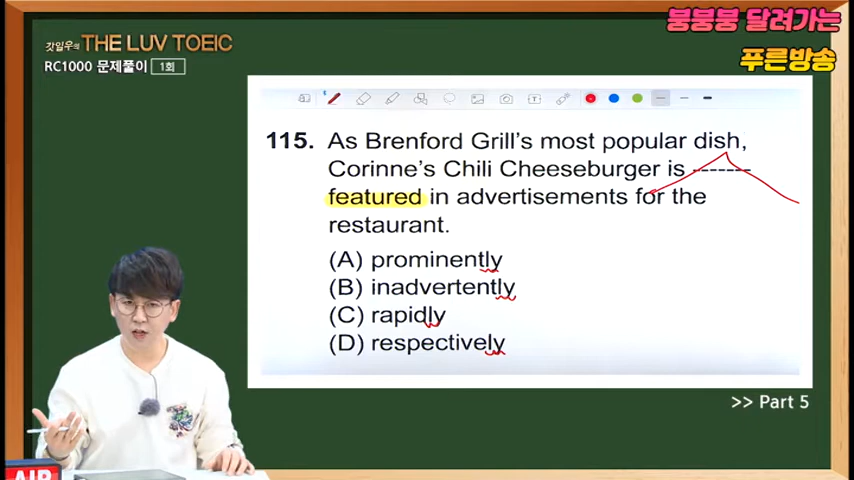 붕붕붕 달려가는
푸른방송
갓일우의 THE LUV TOEIC
RC1000 문제풀이 1회
115. As Brenford Grill's most popular dish,
Corinne's Chili Cheeseburger is -------
featured in advertisements for the
restaurant.
(A) prominently
(B) inadvertently
(C) rapidly
(D) respectively
>> Part 5
AIR